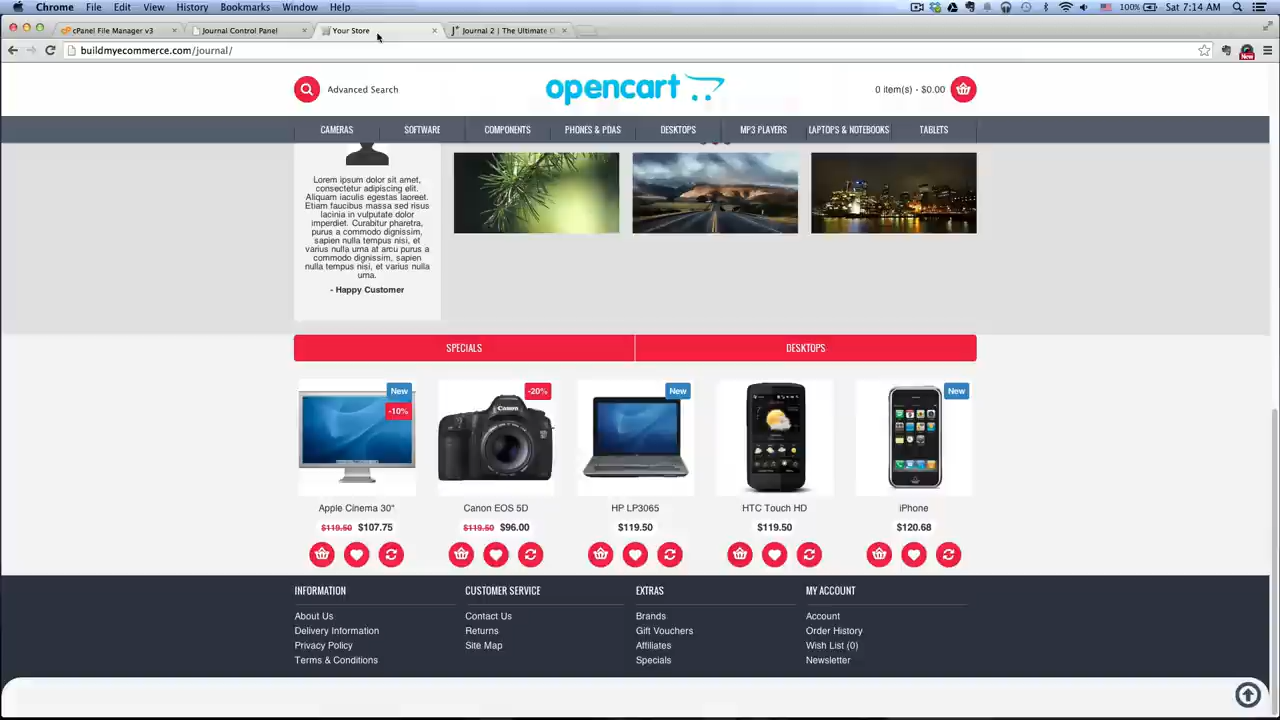 Chrome File Edit View History Bookmarks Window Help 100% Sat 7:14 AM
cPanel File Manager v3 Journal Control Panel Your Store Journal 2 | The Ultimate
buildmyecommerce.com/journal/ New
Advanced Search opencart 0 item(s) - $0.00
CAMERAS SOFTWARE COMPONENTS PHONES & PDAS DESKTOPS MP3 PLAYERS LAPTOPS & NOTEBOOKS TABLETS
Lorem ipsum dolor sit amet,
consectetur adipiscing elit.
Aliquam iaculis egestas laoreet.
Etiam faucibus massa sed risus
lacinia in vulputate dolor
imperdiet. Curabitur pharetra,
purus a commodo dignissim,
sapien nulla tempus nisi, et
varius nulla urna at arcu purus a
commodo dignissim, sapien
nulla tempus nisi, et varius nulla
urna.
- Happy Customer
SPECIALS DESKTOPS
New -20% New New
-10%
Canon
Apple Cinema 30" Canon EOS 5D HP LP3065 HTC Touch HD iPhone
$119.50 $107.75 $119.50 $96.00 $119.50 $119.50 $120.68
INFORMATION CUSTOMER SERVICE EXTRAS MY ACCOUNT
About Us Contact Us Brands Account
Delivery Information Returns Gift Vouchers Order History
Privacy Policy Site Map Affiliates Wish List (0)
Terms & Conditions Specials Newsletter